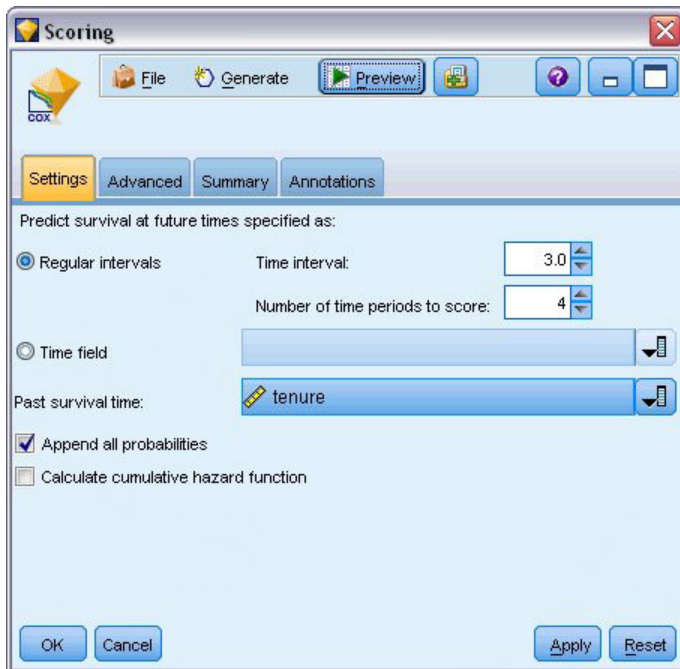 Scoring
File Generate Preview
COX
Settings Advanced Summary Annotations
Predict survival at future times specified as:
Regular intervals Time interval: 3.0
Number of time periods to score: 4
Time field
Past survival time: tenure
Append all probabilities
Calculate cumulative hazard function
OK Cancel Apply Reset